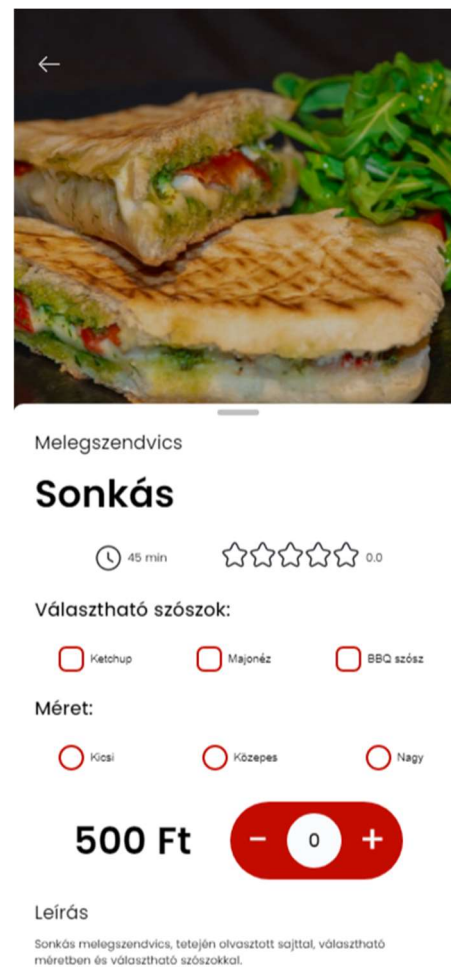 Melegszendvics
Sonkás
45 min 0.0
Választható szószok:
Ketchup Majonéz BBQ szósz
Méret:
Kicsi Közepes Nagy
500 Ft − 0 +
Leírás
Sonkás melegszendvics, tetején olvasztott sajttal, választható
méretben és választható szószokkal.